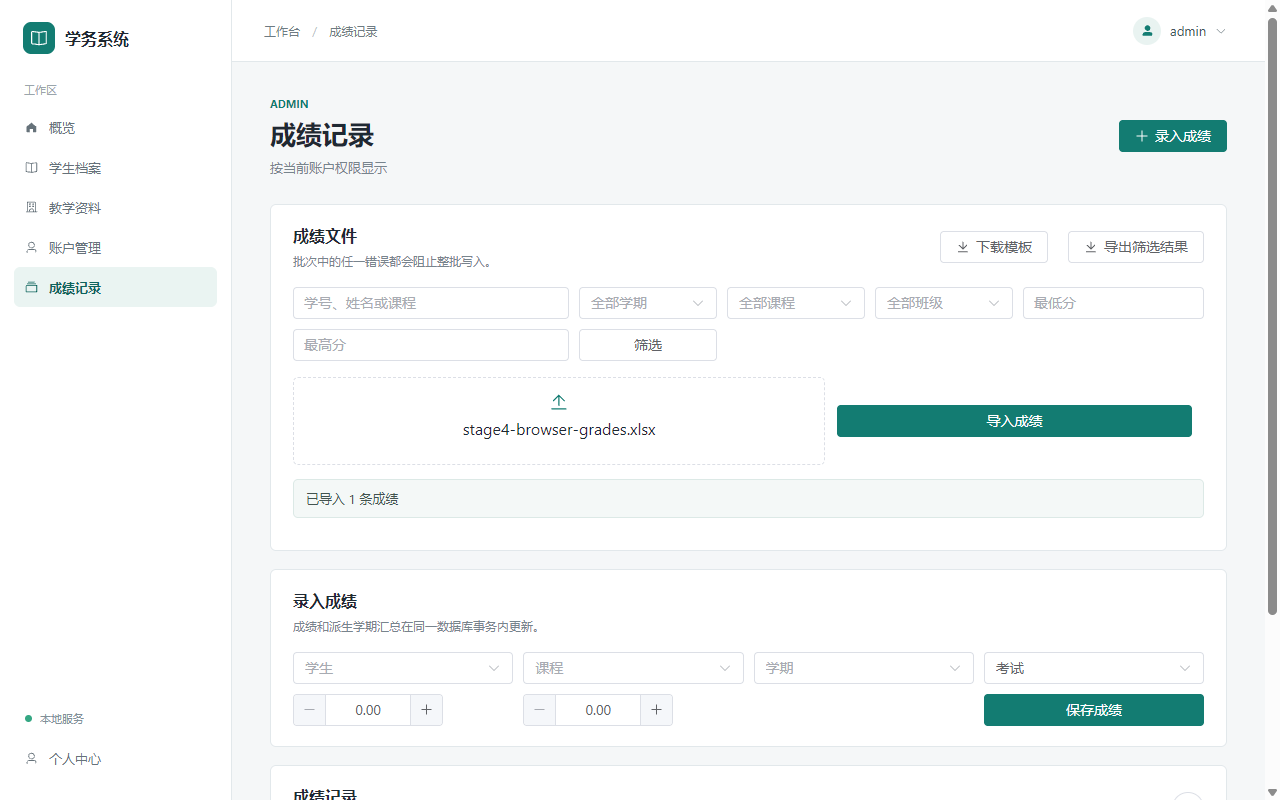 学务系统
工作区
概览
学生档案
教学资料
账户管理
成绩记录
本地服务
个人中心
工作台 / 成绩记录
admin
ADMIN
成绩记录
按当前账户权限显示
录入成绩
成绩文件
批次中的任一错误都会阻止整批写入。
下载模板
导出筛选结果
学号、姓名或课程
全部学期
全部课程
全部班级
最低分
最高分
筛选
stage4-browser-grades.xlsx
导入成绩
已导入 1 条成绩
录入成绩
成绩和派生学期汇总在同一数据库事务内更新。
学生
课程
学期
考试
0.00
0.00
保存成绩
成绩记录